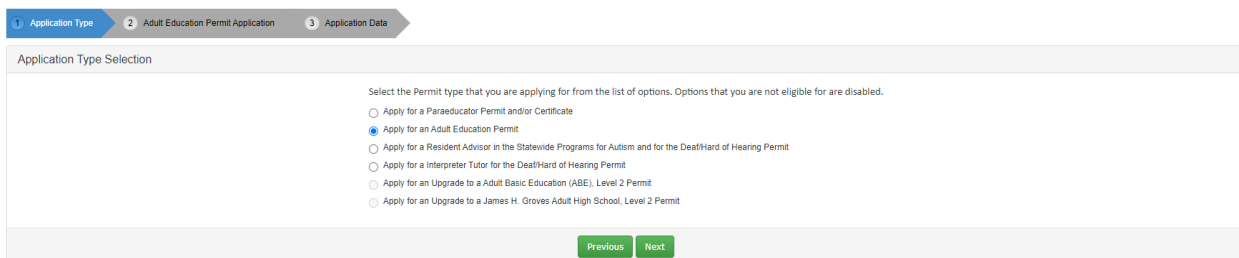 1 Application Type 2 Adult Education Permit Application 3 Application Data
Application Type Selection
Select the Permit type that you are applying for from the list of options. Options that you are not eligible for are disabled.
Apply for a Paraeducator Permit and/or Certificate
Apply for an Adult Education Permit
Apply for a Resident Advisor in the Statewide Programs for Autism and for the Deaf/Hard of Hearing Permit
Apply for a Interpreter Tutor for the Deaf/Hard of Hearing Permit
Apply for an Upgrade to a Adult Basic Education (ABE), Level 2 Permit
Apply for an Upgrade to a James H. Groves Adult High School, Level 2 Permit
Previous Next